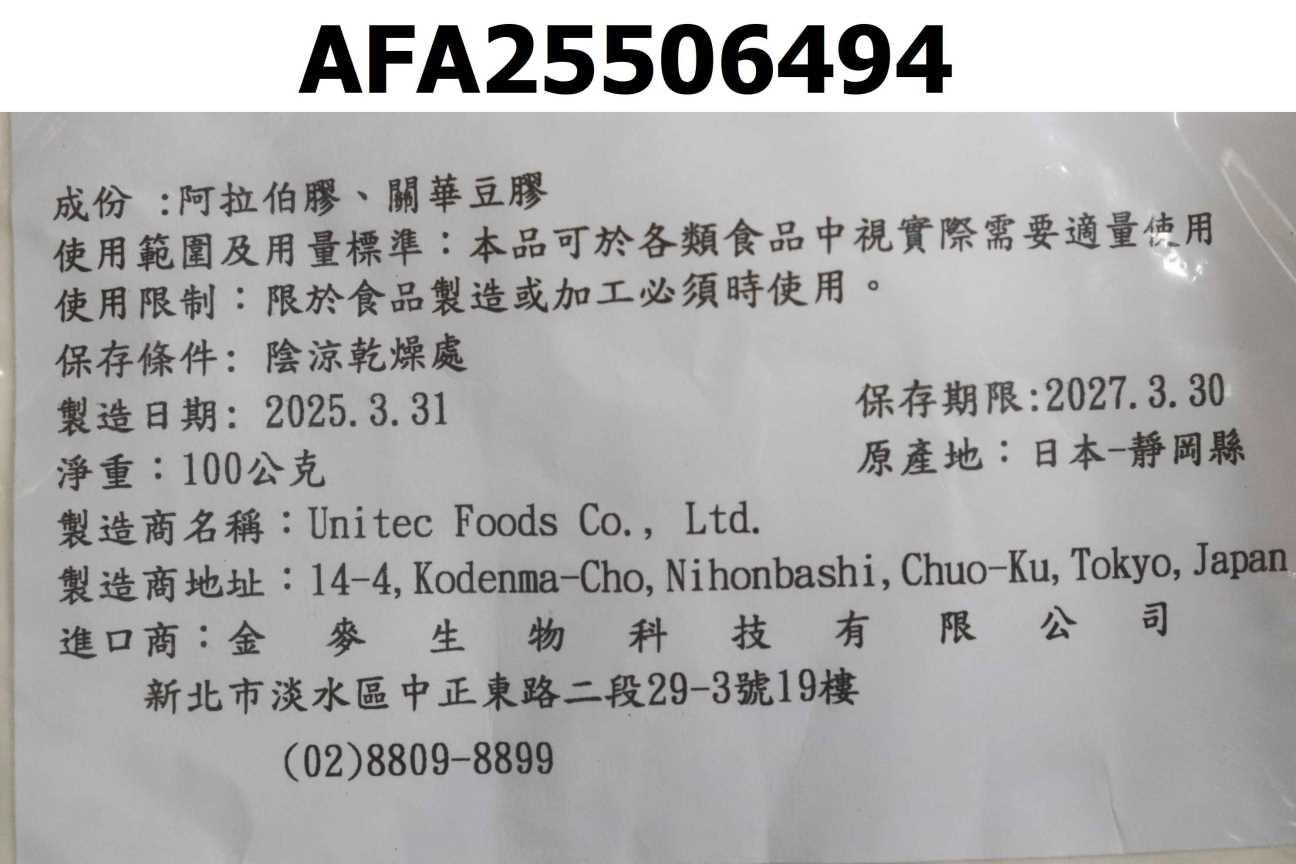 AFA25506494
成份 :阿拉伯膠、關華豆膠
使用範圍及用量標準：本品可於各類食品中視實際需要適量使用
使用限制：限於食品製造或加工必須時使用。
保存條件: 陰涼乾燥處
製造日期: 2025.3.31 保存期限:2027.3.30
淨重：100公克 原產地：日本-靜岡縣
製造商名稱：Unitec Foods Co., Ltd.
製造商地址：14-4, Kodenma-Cho, Nihonbashi, Chuo-Ku, Tokyo, Japan
進口商：金麥生物科技有限公司
新北市淡水區中正東路二段29-3號19樓
(02)8809-8899